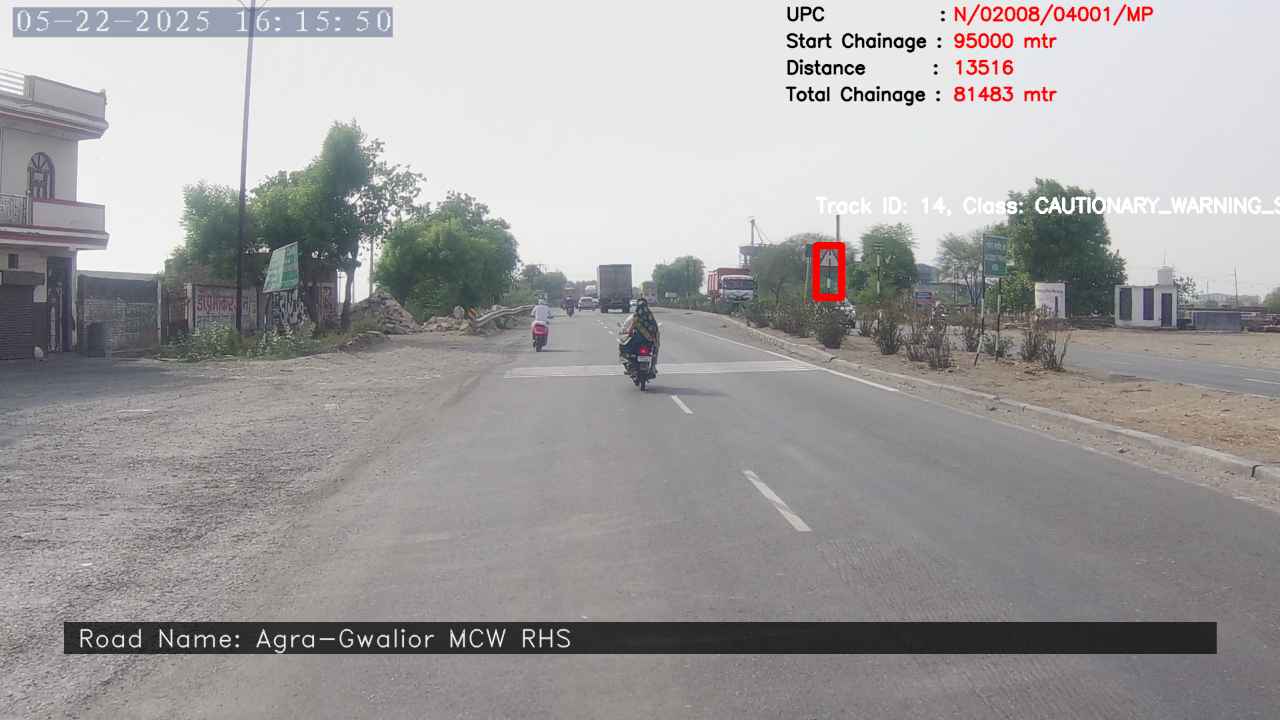 05-22-2025 16:15:50
UPC : N/02008/04001/MP
Start Chainage : 95000 mtr
Distance : 13516
Total Chainage : 81483 mtr
Track ID: 14, Class: CAUTIONARY_WARNING_S
Road Name: Agra-Gwalior MCW RHS